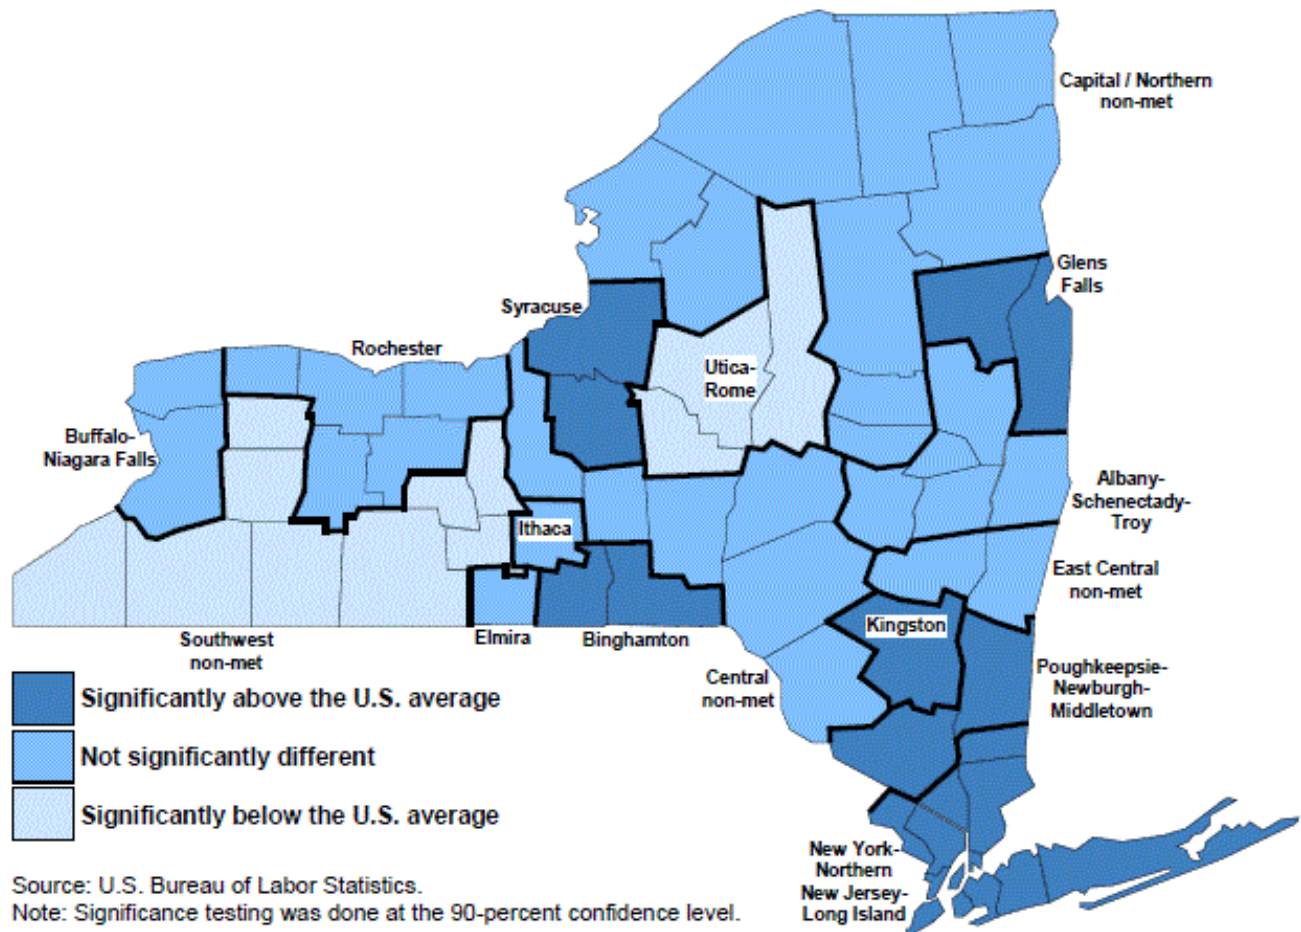 Capital / Northern
non-met
Glens
Falls
Syracuse
Rochester
Utica-
Rome
Buffalo-
Niagara Falls
Albany-
Schenectady-
Troy
Ithaca
East Central
non-met
Kingston
Southwest
non-met
Elmira
Binghamton
Central
non-met
Poughkeepsie-
Newburgh-
Middletown
Significantly above the U.S. average
Not significantly different
Significantly below the U.S. average
New York-
Northern
New Jersey-
Long Island
Source: U.S. Bureau of Labor Statistics.
Note: Significance testing was done at the 90-percent confidence level.